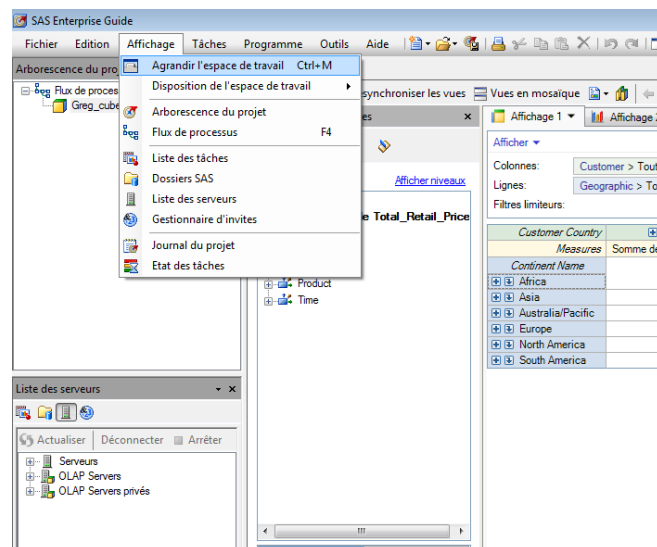 SAS Enterprise Guide
Fichier Edition Affichage Tâches Programme Outils Aide
Arborescence du proj
Agrandir l'espace de travail Ctrl+M
Disposition de l'espace de travail
Arborescence du projet
Flux de processus F4
Liste des tâches
Dossiers SAS
Liste des serveurs
Gestionnaire d'invites
Journal du projet
Etat des tâches
Flux de proces
Greg_cube
synchroniser les vues Vues en mosaïque
es
Afficher niveaux
Total_Retail_Price
Product
Time
Affichage 1 Affichage
Afficher
Colonnes: Customer > Tout
Lignes: Geographic > To
Filtres limiteurs:
Customer Country
Measures Somme de
Continent Name
Africa
Asia
Australia/Pacific
Europe
North America
South America
Liste des serveurs
Actualiser Déconnecter Arrêter
Serveurs
OLAP Servers
OLAP Servers privés